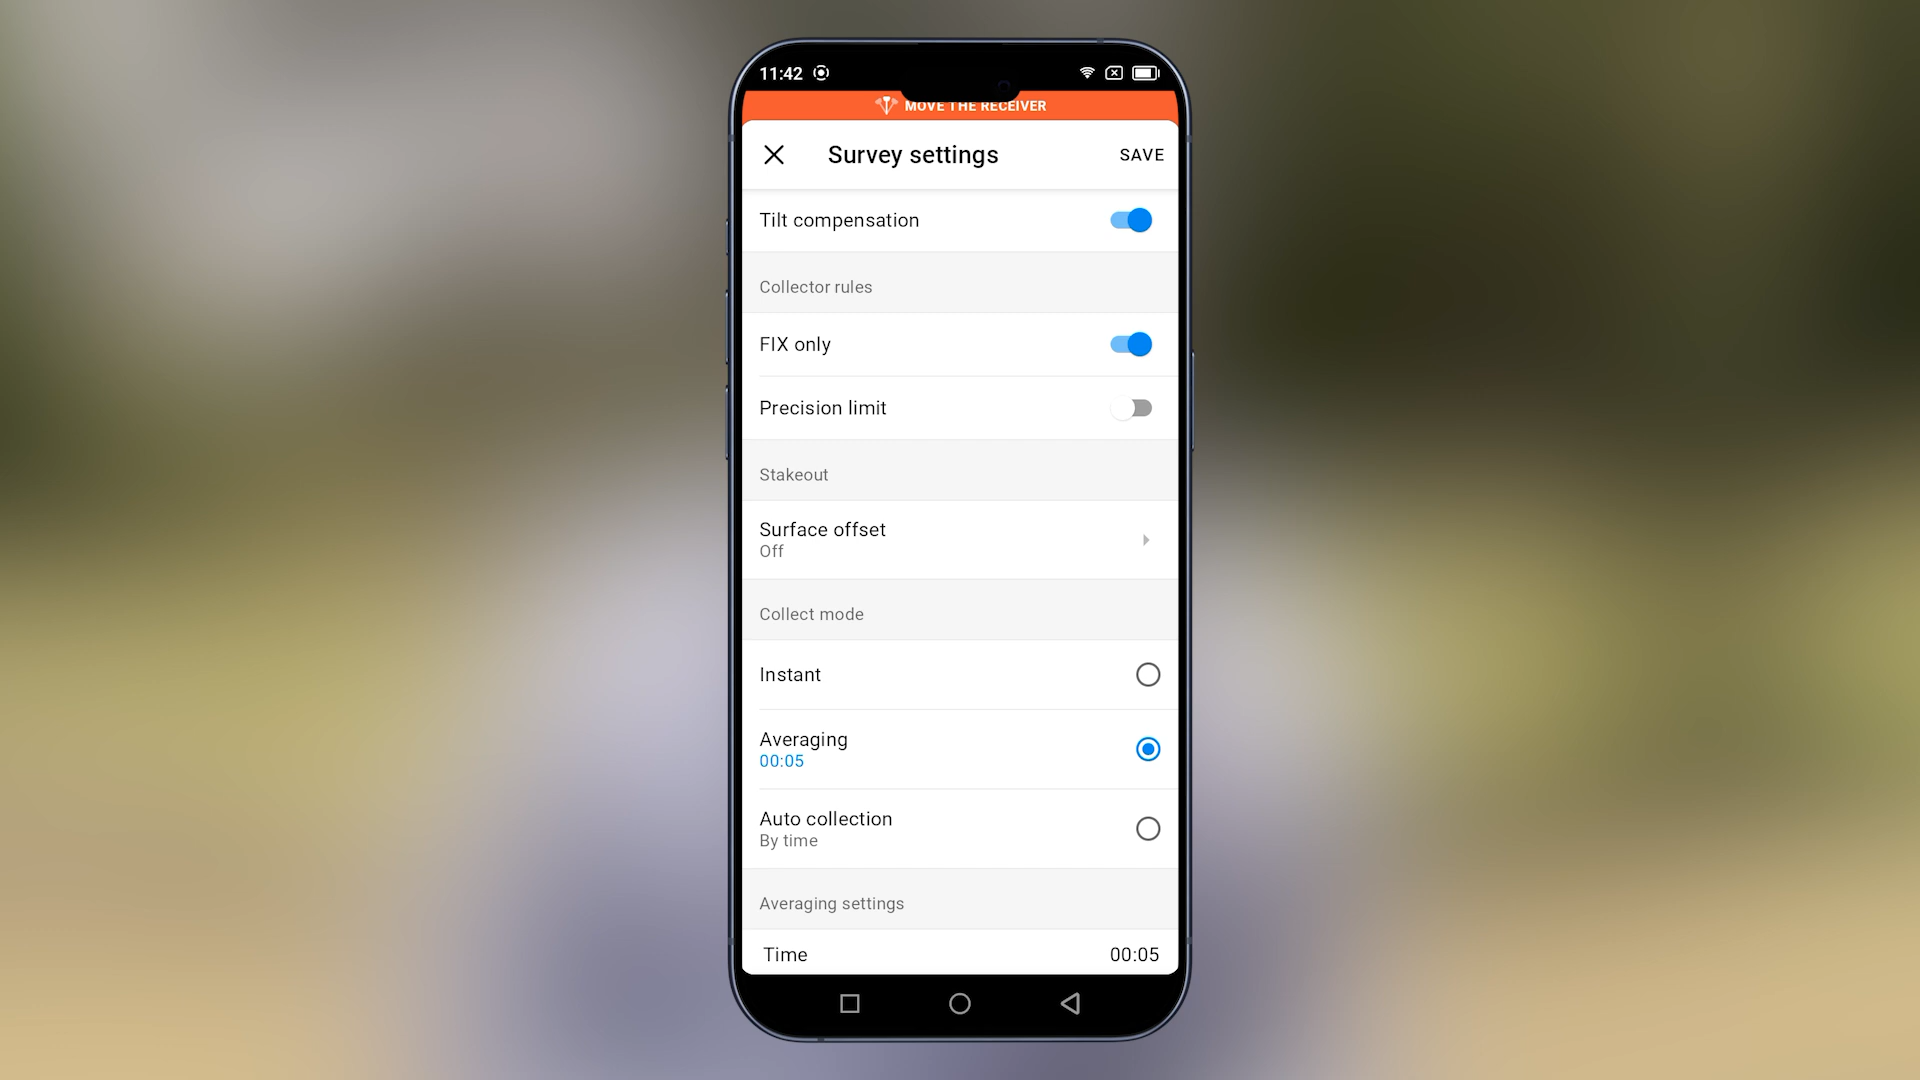 11:42
MOVE THE RECEIVER
Survey settings
SAVE
Tilt compensation
Collector rules
FIX only
Precision limit
Stakeout
Surface offset
Off
Collect mode
Instant
Averaging
00:05
Auto collection
By time
Averaging settings
Time
00:05